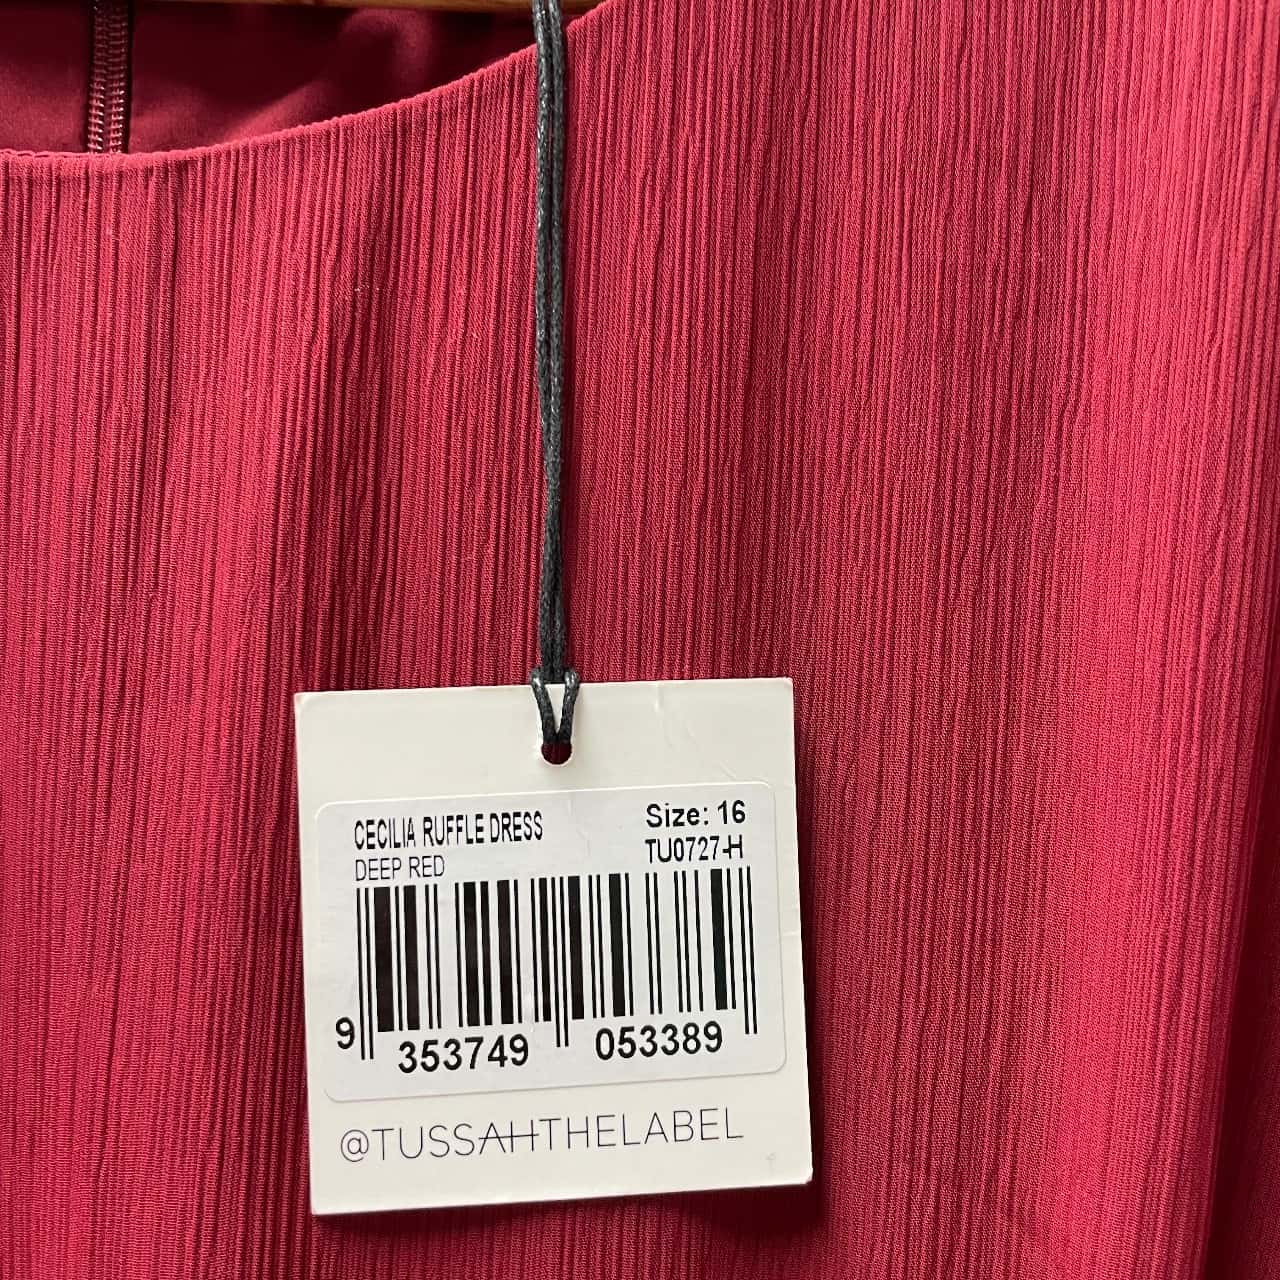 CECILIA RUFFLE DRESS
DEEP RED
Size: 16
TU0727-H
9 353749 053389
@TUSSAHTHELABEL